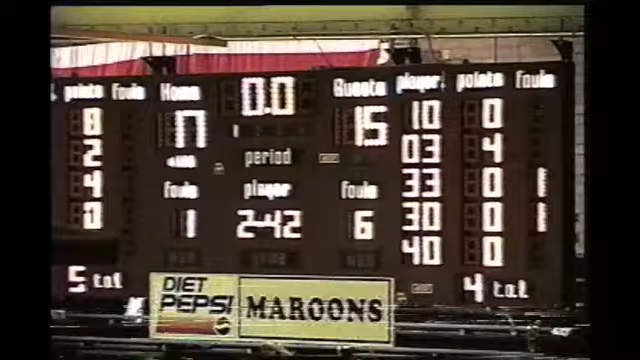 points fouls Home 0.0 Guests player points fouls
8 17 15 10 0
2 period 03 4
4 fouls player fouls 33 0 1
1 2-42 6 30 0 1
40 0
5 tot 4 tot
DIET
PEPSI
MAROONS